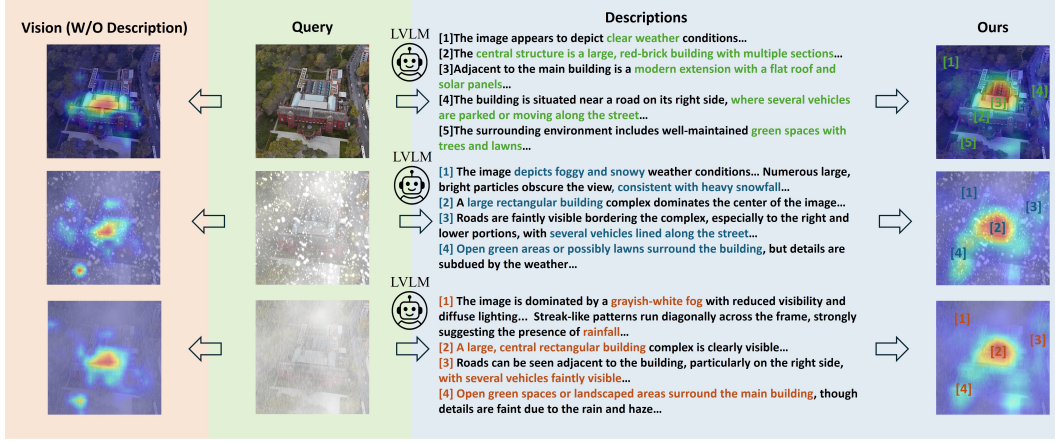 Vision (W/O Description)
Query
Descriptions
Ours
LVLM
[1]The image appears to depict clear weather conditions…
[2]The central structure is a large, red-brick building with multiple sections…
[3]Adjacent to the main building is a modern extension with a flat roof and
solar panels…
[4]The building is situated near a road on its right side, where several vehicles
are parked or moving along the street…
[5]The surrounding environment includes well-maintained green spaces with
trees and lawns…
[1]
[4]
[3]
[2]
[5]
LVLM
[1] The image depicts foggy and snowy weather conditions… Numerous large,
bright particles obscure the view, consistent with heavy snowfall…
[2] A large rectangular building complex dominates the center of the image…
[3] Roads are faintly visible bordering the complex, especially to the right and
lower portions, with several vehicles lined along the street…
[4] Open green areas or possibly lawns surround the building, but details are
subdued by the weather…
[1]
[3]
[2]
[4]
LVLM
[1] The image is dominated by a grayish-white fog with reduced visibility and
diffuse lighting... Streak-like patterns run diagonally across the frame, strongly
suggesting the presence of rainfall…
[2] A large, central rectangular building complex is clearly visible…
[3] Roads can be seen adjacent to the building, particularly on the right side,
with several vehicles faintly visible…
[4] Open green spaces or landscaped areas surround the main building, though
details are faint due to the rain and haze…
[1]
[3]
[2]
[4]